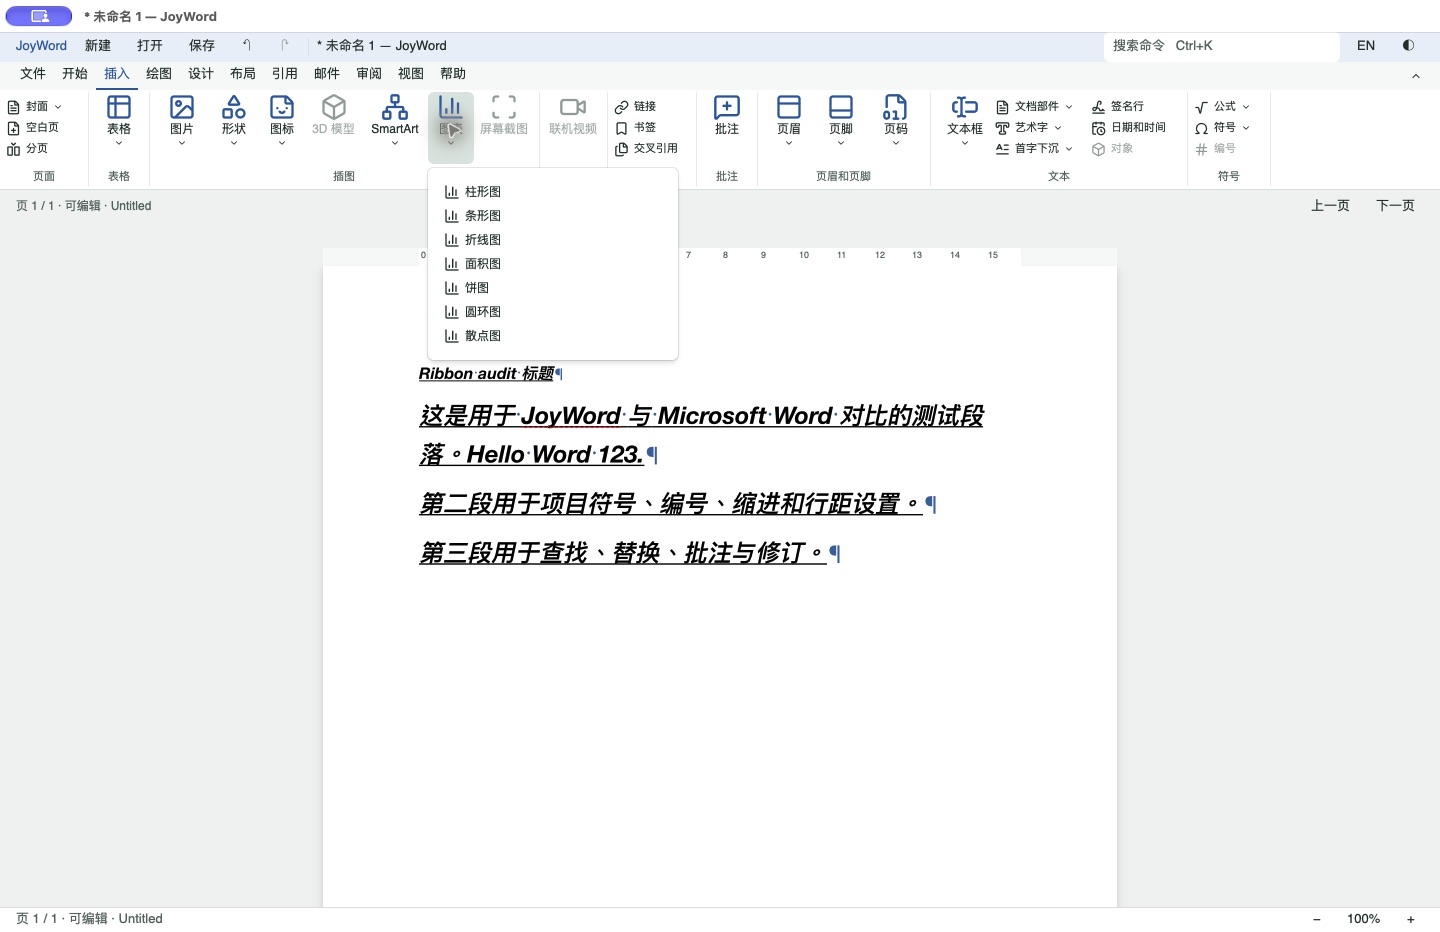 * 未命名 1 — JoyWord
JoyWord 新建 打开 保存 * 未命名 1 — JoyWord 搜索命令 Ctrl+K EN
文件 开始 插入 绘图 设计 布局 引用 邮件 审阅 视图 帮助
封面
空白页
分页
页面
表格
表格
图片 形状 图标 3D 模型 SmartArt 屏幕截图
插图
联机视频
链接
书签
交叉引用
批注
批注
页眉 页脚 页码
页眉和页脚
文本框
文档部件
艺术字
首字下沉
签名行
日期和时间
对象
文本
公式
符号
编号
符号
页 1 / 1 · 可编辑 · Untitled 上一页 下一页
柱形图
条形图
折线图
面积图
饼图
圆环图
散点图
0 7 8 9 10 11 12 13 14 15
Ribbon·audit·标题¶
这是用于·JoyWord·与·Microsoft·Word·对比的测试段
落。Hello·Word·123.¶
第二段用于项目符号、编号、缩进和行距设置。¶
第三段用于查找、替换、批注与修订。¶
页 1 / 1 · 可编辑 · Untitled − 100% +